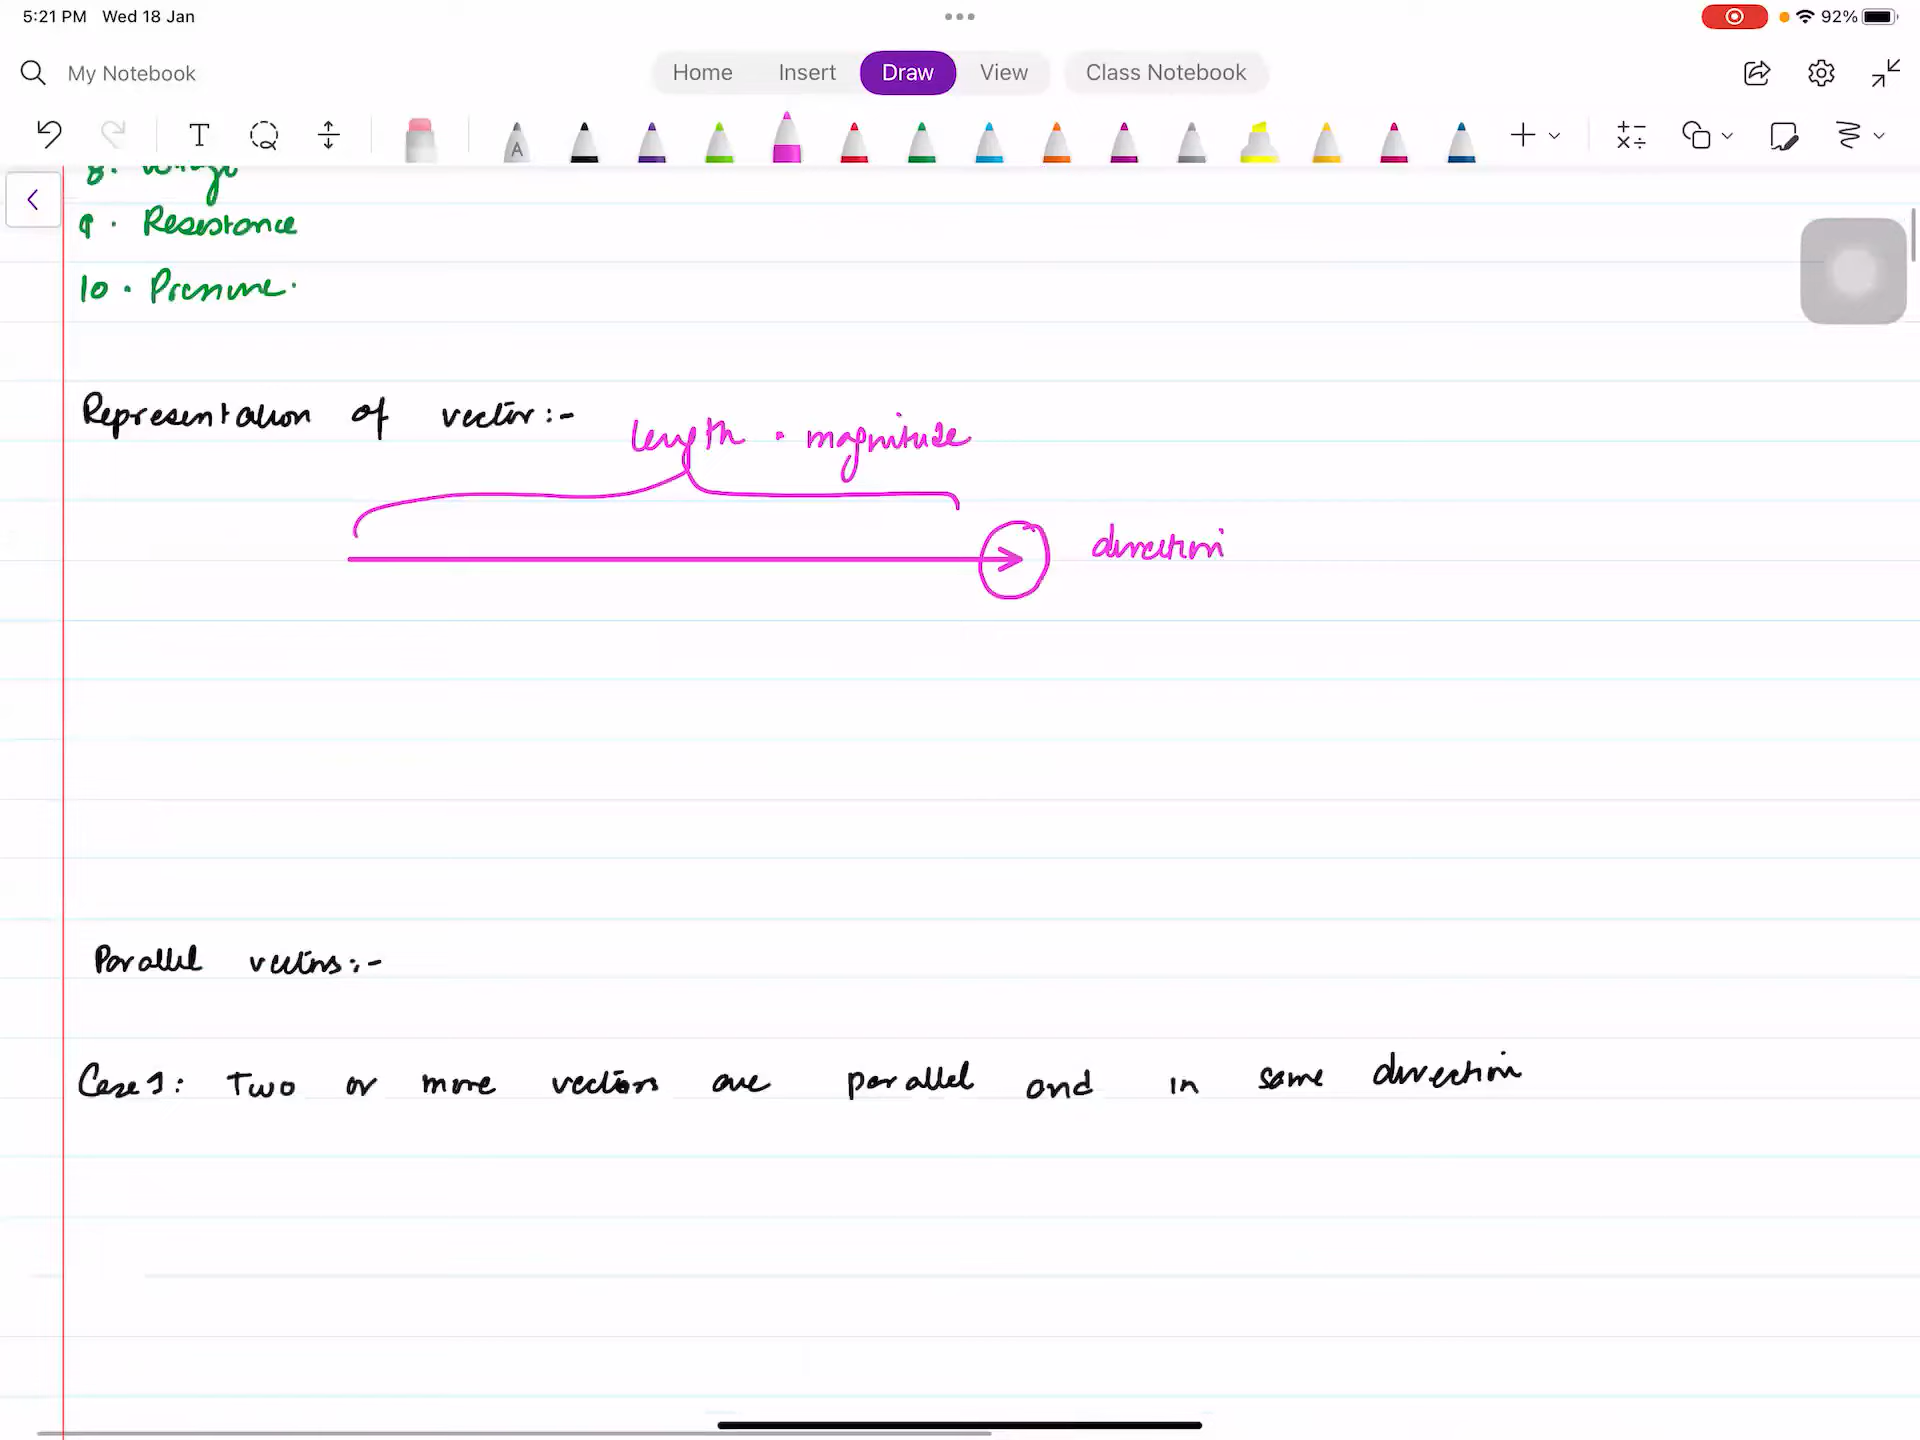 5:21 PM Wed 18 Jan
92%
My Notebook
Home Insert Draw View Class Notebook
T A
8.
9. Resistance
10. Pressure.
Representation of vector:-
length · magnitude
direction
Parallel vectors:-
Case 1: Two or more vectors are parallel and in same direction